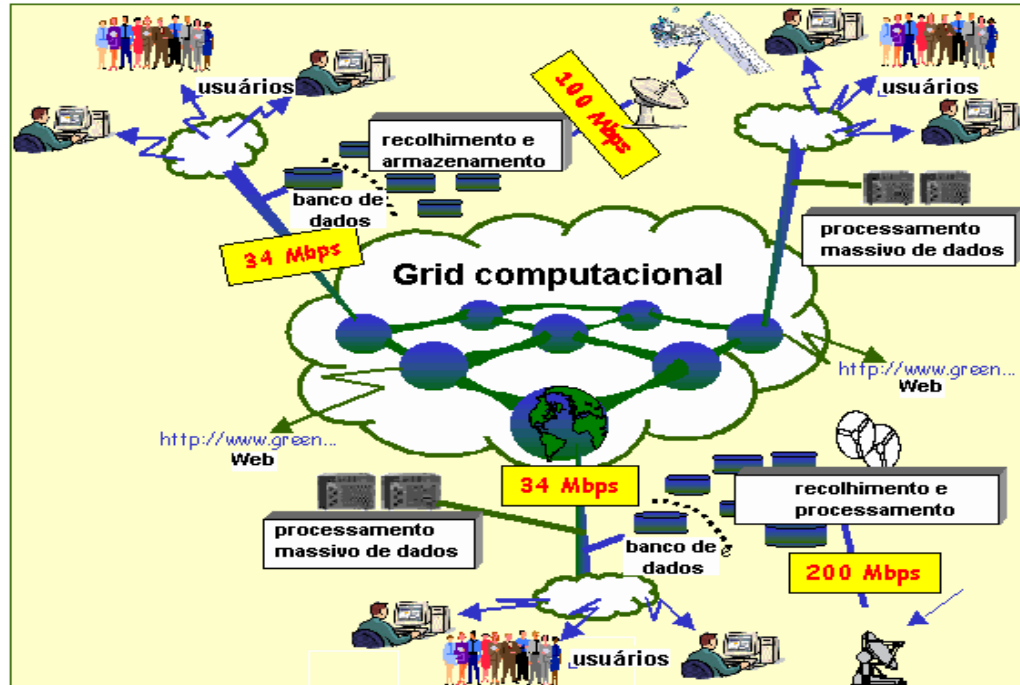 usuários
100 Mbps
recolhimento e
armazenamento
banco de
dados
34 Mbps
processamento
massivo de dados
Grid computacional
http://www.green...
Web
http://www.green...
Web
34 Mbps
recolhimento e
processamento
processamento
massivo de dados
banco de e
dados
200 Mbps
usuários